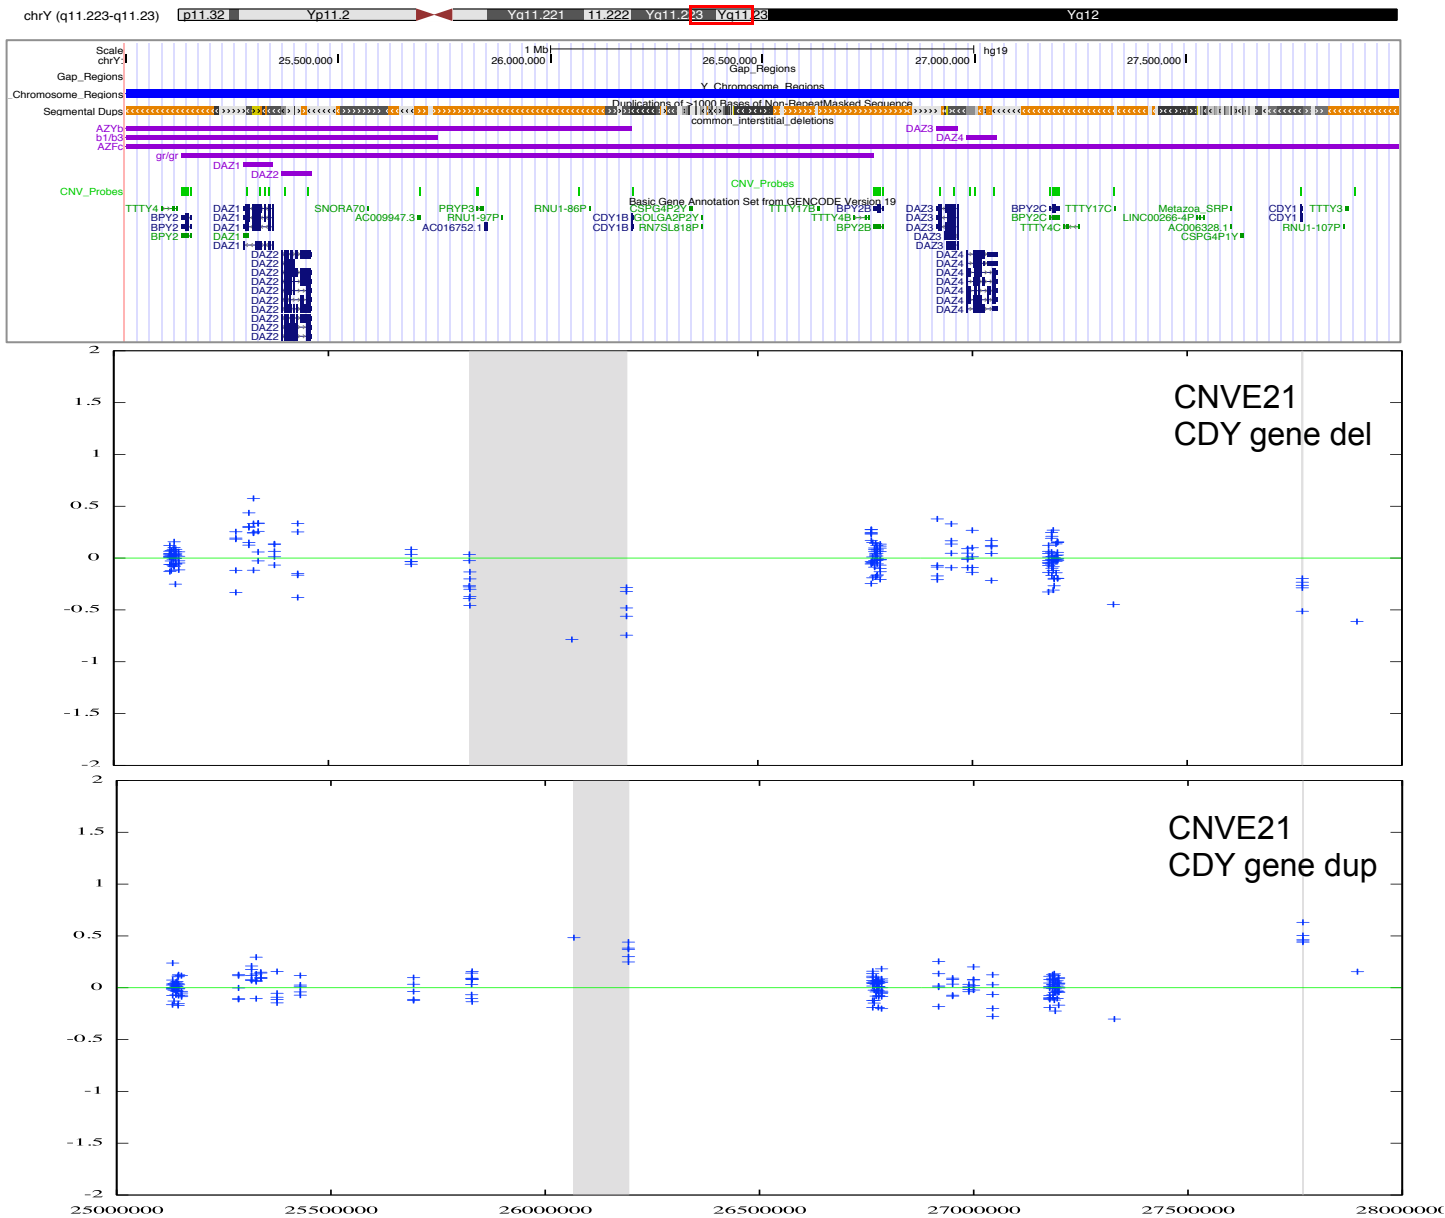 chrY (q11.223-q11.23) p11.32 Yp11.2 Yq11.221 11.222 Yq11.223 Yq11.23 Yq12
Scale 1 Mb hg19
chrY: 25,500,000 26,000,000 26,500,000 27,000,000 27,500,000
Gap_Regions
Gap_Regions
Y_Chromosome_Regions
_Chromosome_Regions
Duplications of >1000 Bases of Non-RepeatMasked Sequence
Segmental Dups
common_interstitial_deletions
AZYb DAZ3
b1/b3 DAZ4
AZFc
gr/gr
DAZ1
DAZ2
CNV_Probes
CNV_Probes
Basic Gene Annotation Set from GENCODE Version 19
TTTY4 DAZ1 SNORA70 PRYP3 RNU1-86P CSPG4P2Y TTTY17B BPY2B DAZ3 BPY2C TTTY17C Metazoa_SRP CDY1 TTTY3
BPY2 DAZ1 AC009947.3 RNU1-97P CDY1B GOLGA2P2Y TTTY4B DAZ3 BPY2C LINC00266-4P CDY1
BPY2 DAZ1 AC016752.1 CDY1B RN7SL818P BPY2B DAZ3 TTTY4C AC006328.1 RNU1-107P
BPY2 DAZ1 DAZ3 CSPG4P1Y
DAZ1 DAZ3
DAZ2 DAZ4
DAZ2 DAZ4
DAZ2 DAZ4
DAZ2 DAZ4
DAZ2 DAZ4
DAZ2 DAZ4
DAZ2
DAZ2
DAZ2
DAZ2
2
1.5
1
0.5
0
-0.5
-1
-1.5
-2
CNVE21
CDY gene del
2
1.5
1
0.5
0
-0.5
-1
-1.5
-2
CNVE21
CDY gene dup
25000000 25500000 26000000 26500000 27000000 27500000